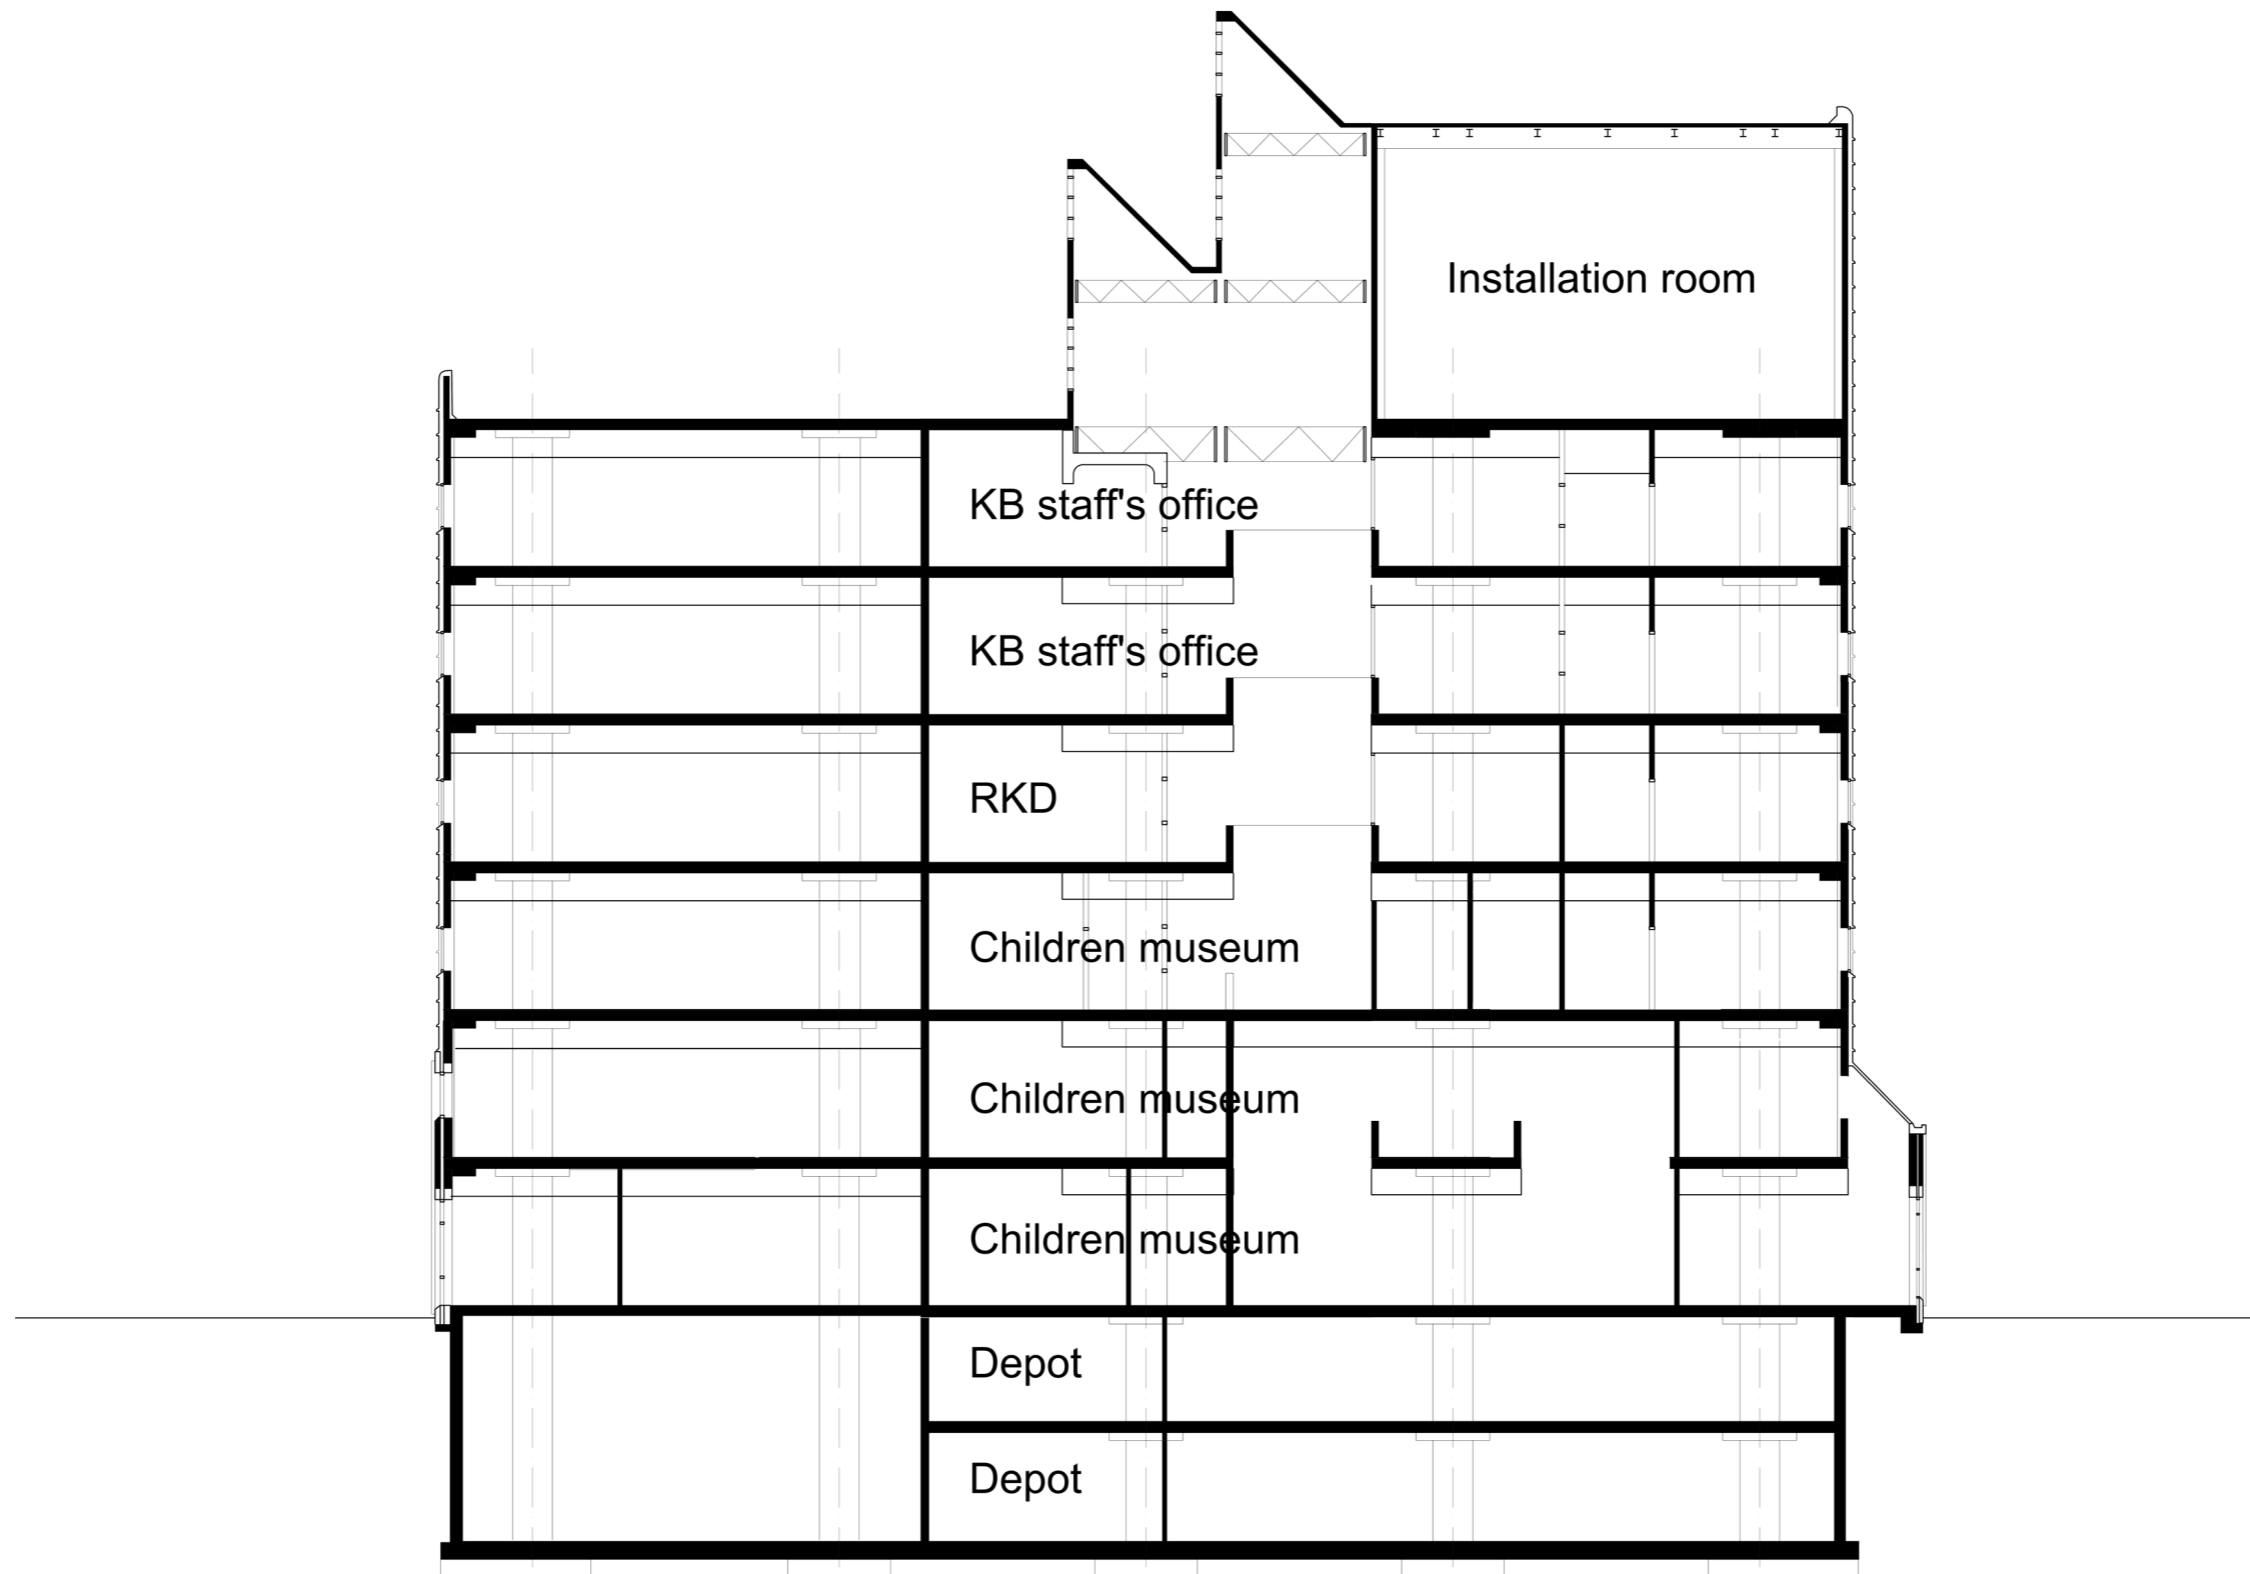 Installation room
KB staff's office
KB staff's office
RKD
Children museum
Children museum
Children museum
Depot
Depot